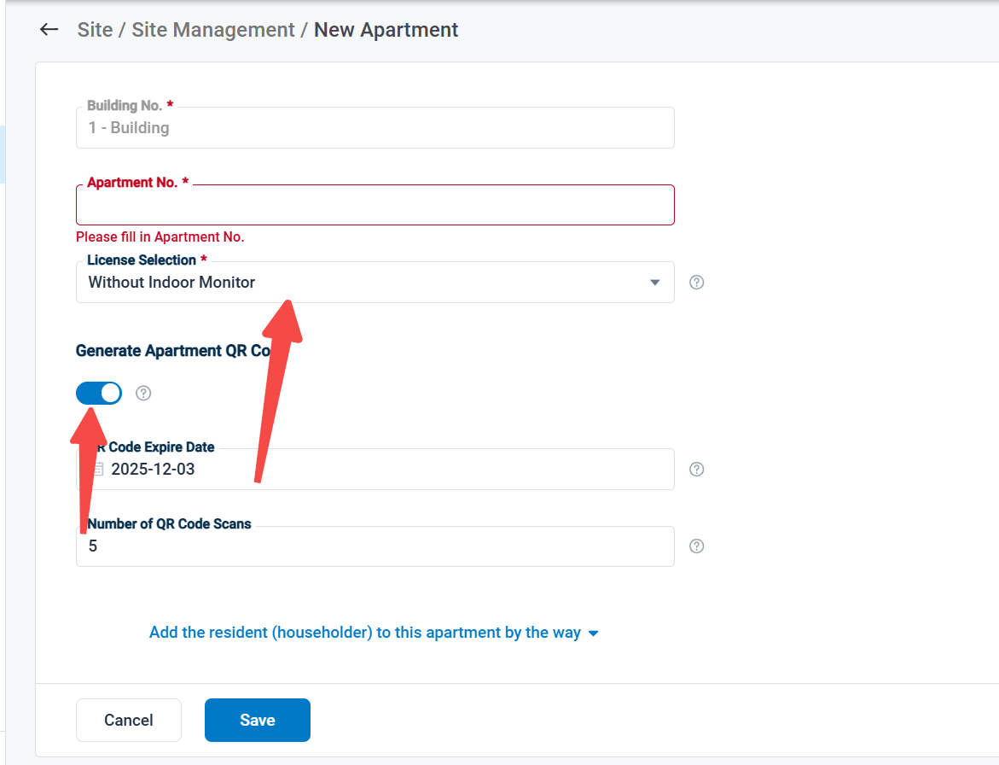 Site / Site Management / New Apartment
Building No. *
1 - Building
Apartment No. *
Please fill in Apartment No.
License Selection *
Without Indoor Monitor
Generate Apartment QR Co
R Code Expire Date
2025-12-03
Number of QR Code Scans
5
Add the resident (householder) to this apartment by the way
Cancel
Save